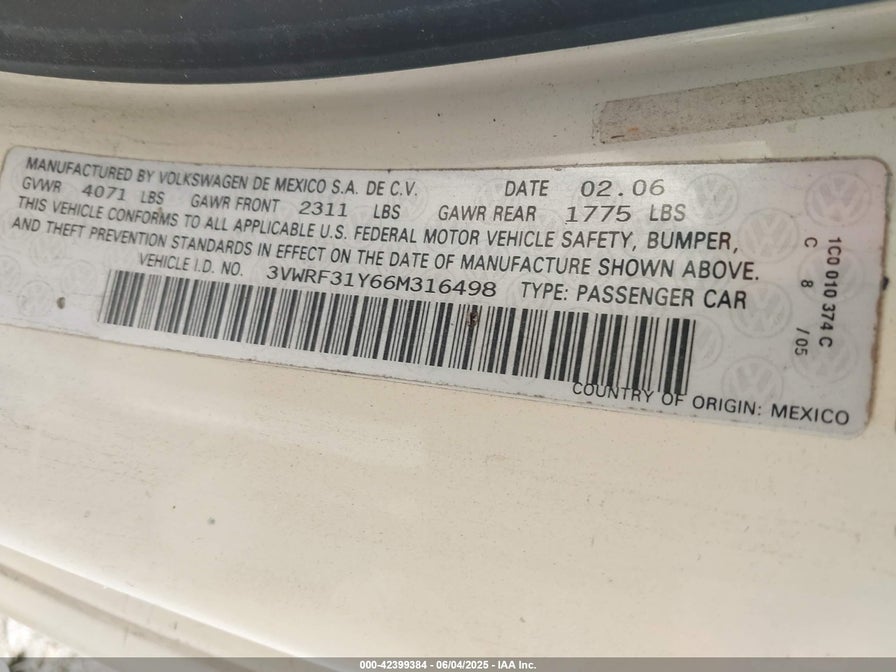 MANUFACTURED BY VOLKSWAGEN DE MEXICO S.A. DE C.V. DATE 02.06
GVWR 4071 LBS GAWR FRONT 2311 LBS GAWR REAR 1775 LBS
THIS VEHICLE CONFORMS TO ALL APPLICABLE U.S. FEDERAL MOTOR VEHICLE SAFETY, BUMPER,
AND THEFT PREVENTION STANDARDS IN EFFECT ON THE DATE OF MANUFACTURE SHOWN ABOVE.
VEHICLE I.D. NO. 3VWRF31Y66M316498 TYPE: PASSENGER CAR
COUNTRY OF ORIGIN: MEXICO
1C0 010 374 C
C 8 /05
000-42399384 - 06/04/2025 - IAA Inc.